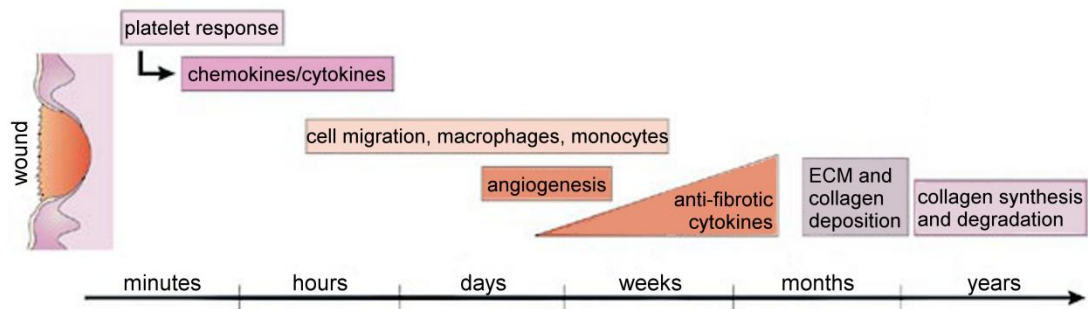 platelet response
chemokines/cytokines
wound
cell migration, macrophages, monocytes
angiogenesis
anti-fibrotic
cytokines
ECM and
collagen
deposition
collagen synthesis
and degradation
minutes hours days weeks months years